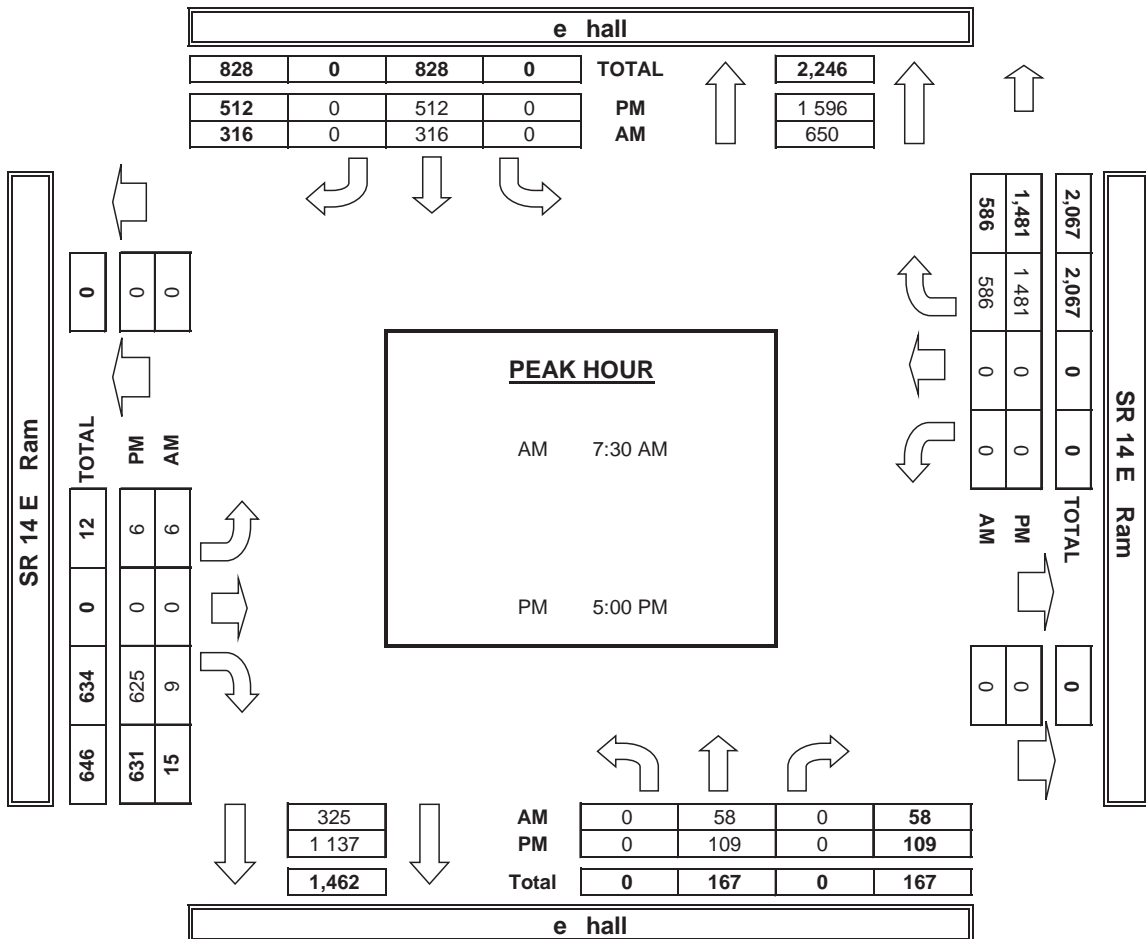 e hall
828 0 828 0 TOTAL 2,246
512 0 512 0 PM 1 596
316 0 316 0 AM 650
SR 14 E Ram
0 0 0
TOTAL PM AM
12 6 6
0 0 0
634 625 9
646 631 15
PEAK HOUR
AM 7:30 AM
PM 5:00 PM
586 1,481 2,067
586 1 481 2,067
0 0 0
0 0 0
AM PM TOTAL
0 0 0
SR 14 E Ram
325 AM 0 58 0 58
1 137 PM 0 109 0 109
1,462 Total 0 167 0 167
e hall